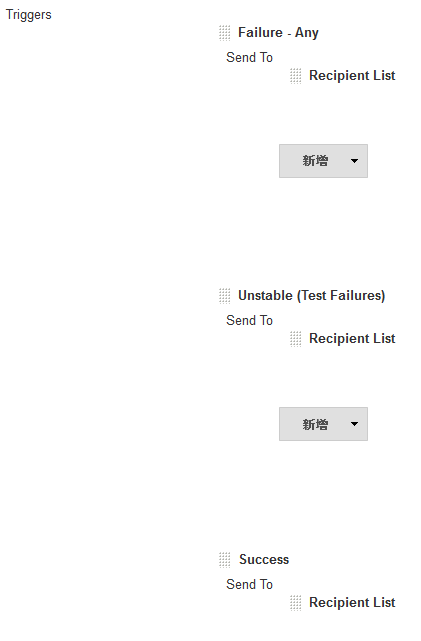 Triggers
Failure - Any
Send To
Recipient List
新增
Unstable (Test Failures)
Send To
Recipient List
新增
Success
Send To
Recipient List